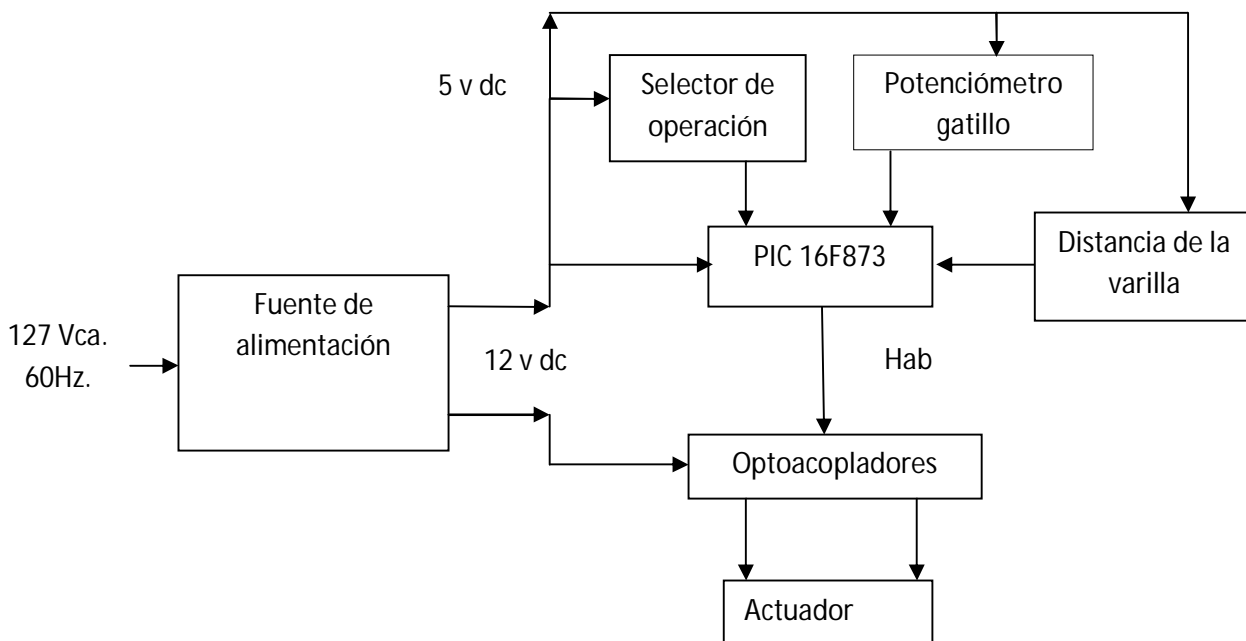 5 v dc
Selector de
operación
Potenciómetro
gatillo
PIC 16F873
Distancia de la
varilla
127 Vca.
60Hz.
Fuente de
alimentación
12 v dc
Hab
Optoacopladores
Actuador